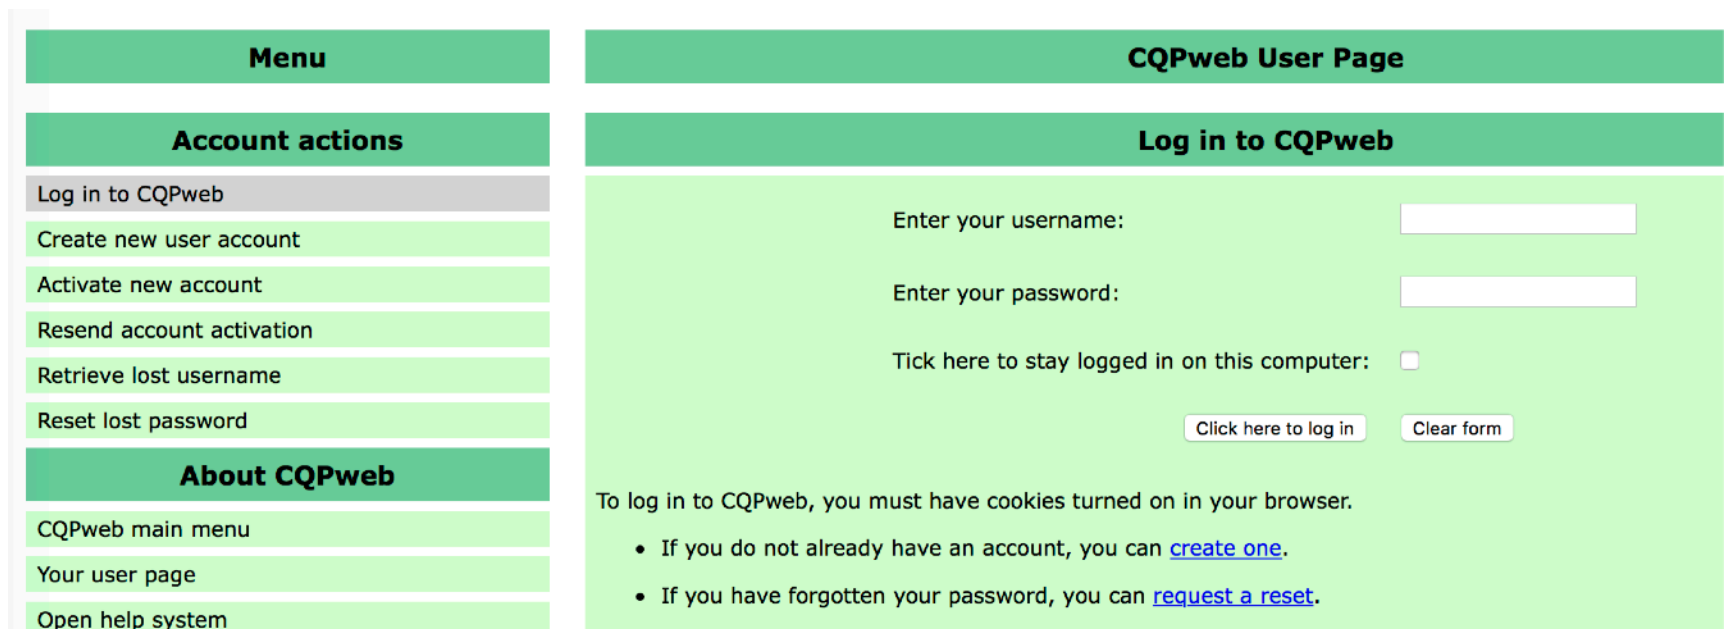 Menu
Account actions
Log in to CQPweb
Create new user account
Activate new account
Resend account activation
Retrieve lost username
Reset lost password
About CQPweb
CQPweb main menu
Your user page
Open help system
CQPweb User Page
Log in to CQPweb
Enter your username:
Enter your password:
Tick here to stay logged in on this computer:
Click here to log in Clear form
To log in to CQPweb, you must have cookies turned on in your browser.
• If you do not already have an account, you can create one.
• If you have forgotten your password, you can request a reset.